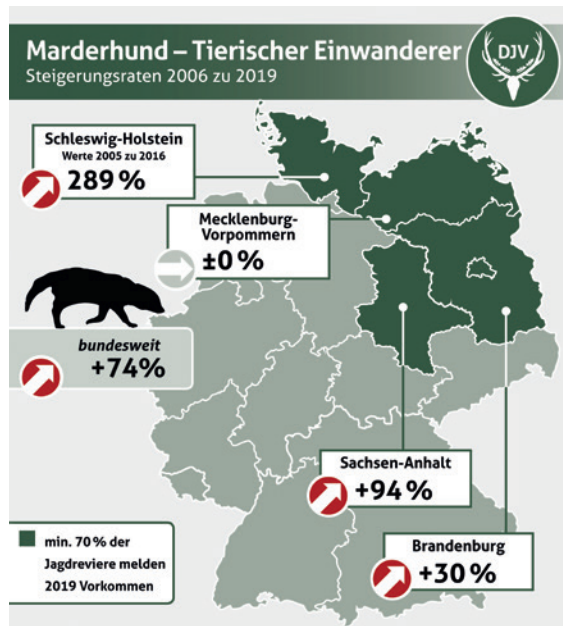 Marderhund – Tierischer Einwanderer
Steigerungsraten 2006 zu 2019
DJV
Schleswig-Holstein
Werte 2005 zu 2016
289 %
Mecklenburg-
Vorpommern
±0 %
bundesweit
+74%
Sachsen-Anhalt
+94 %
Brandenburg
+30 %
min. 70 % der
Jagdreviere melden
2019 Vorkommen